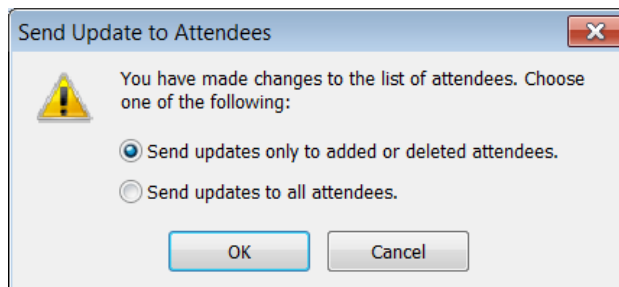 Send Update to Attendees
You have made changes to the list of attendees. Choose
one of the following:
Send updates only to added or deleted attendees.
Send updates to all attendees.
OK
Cancel